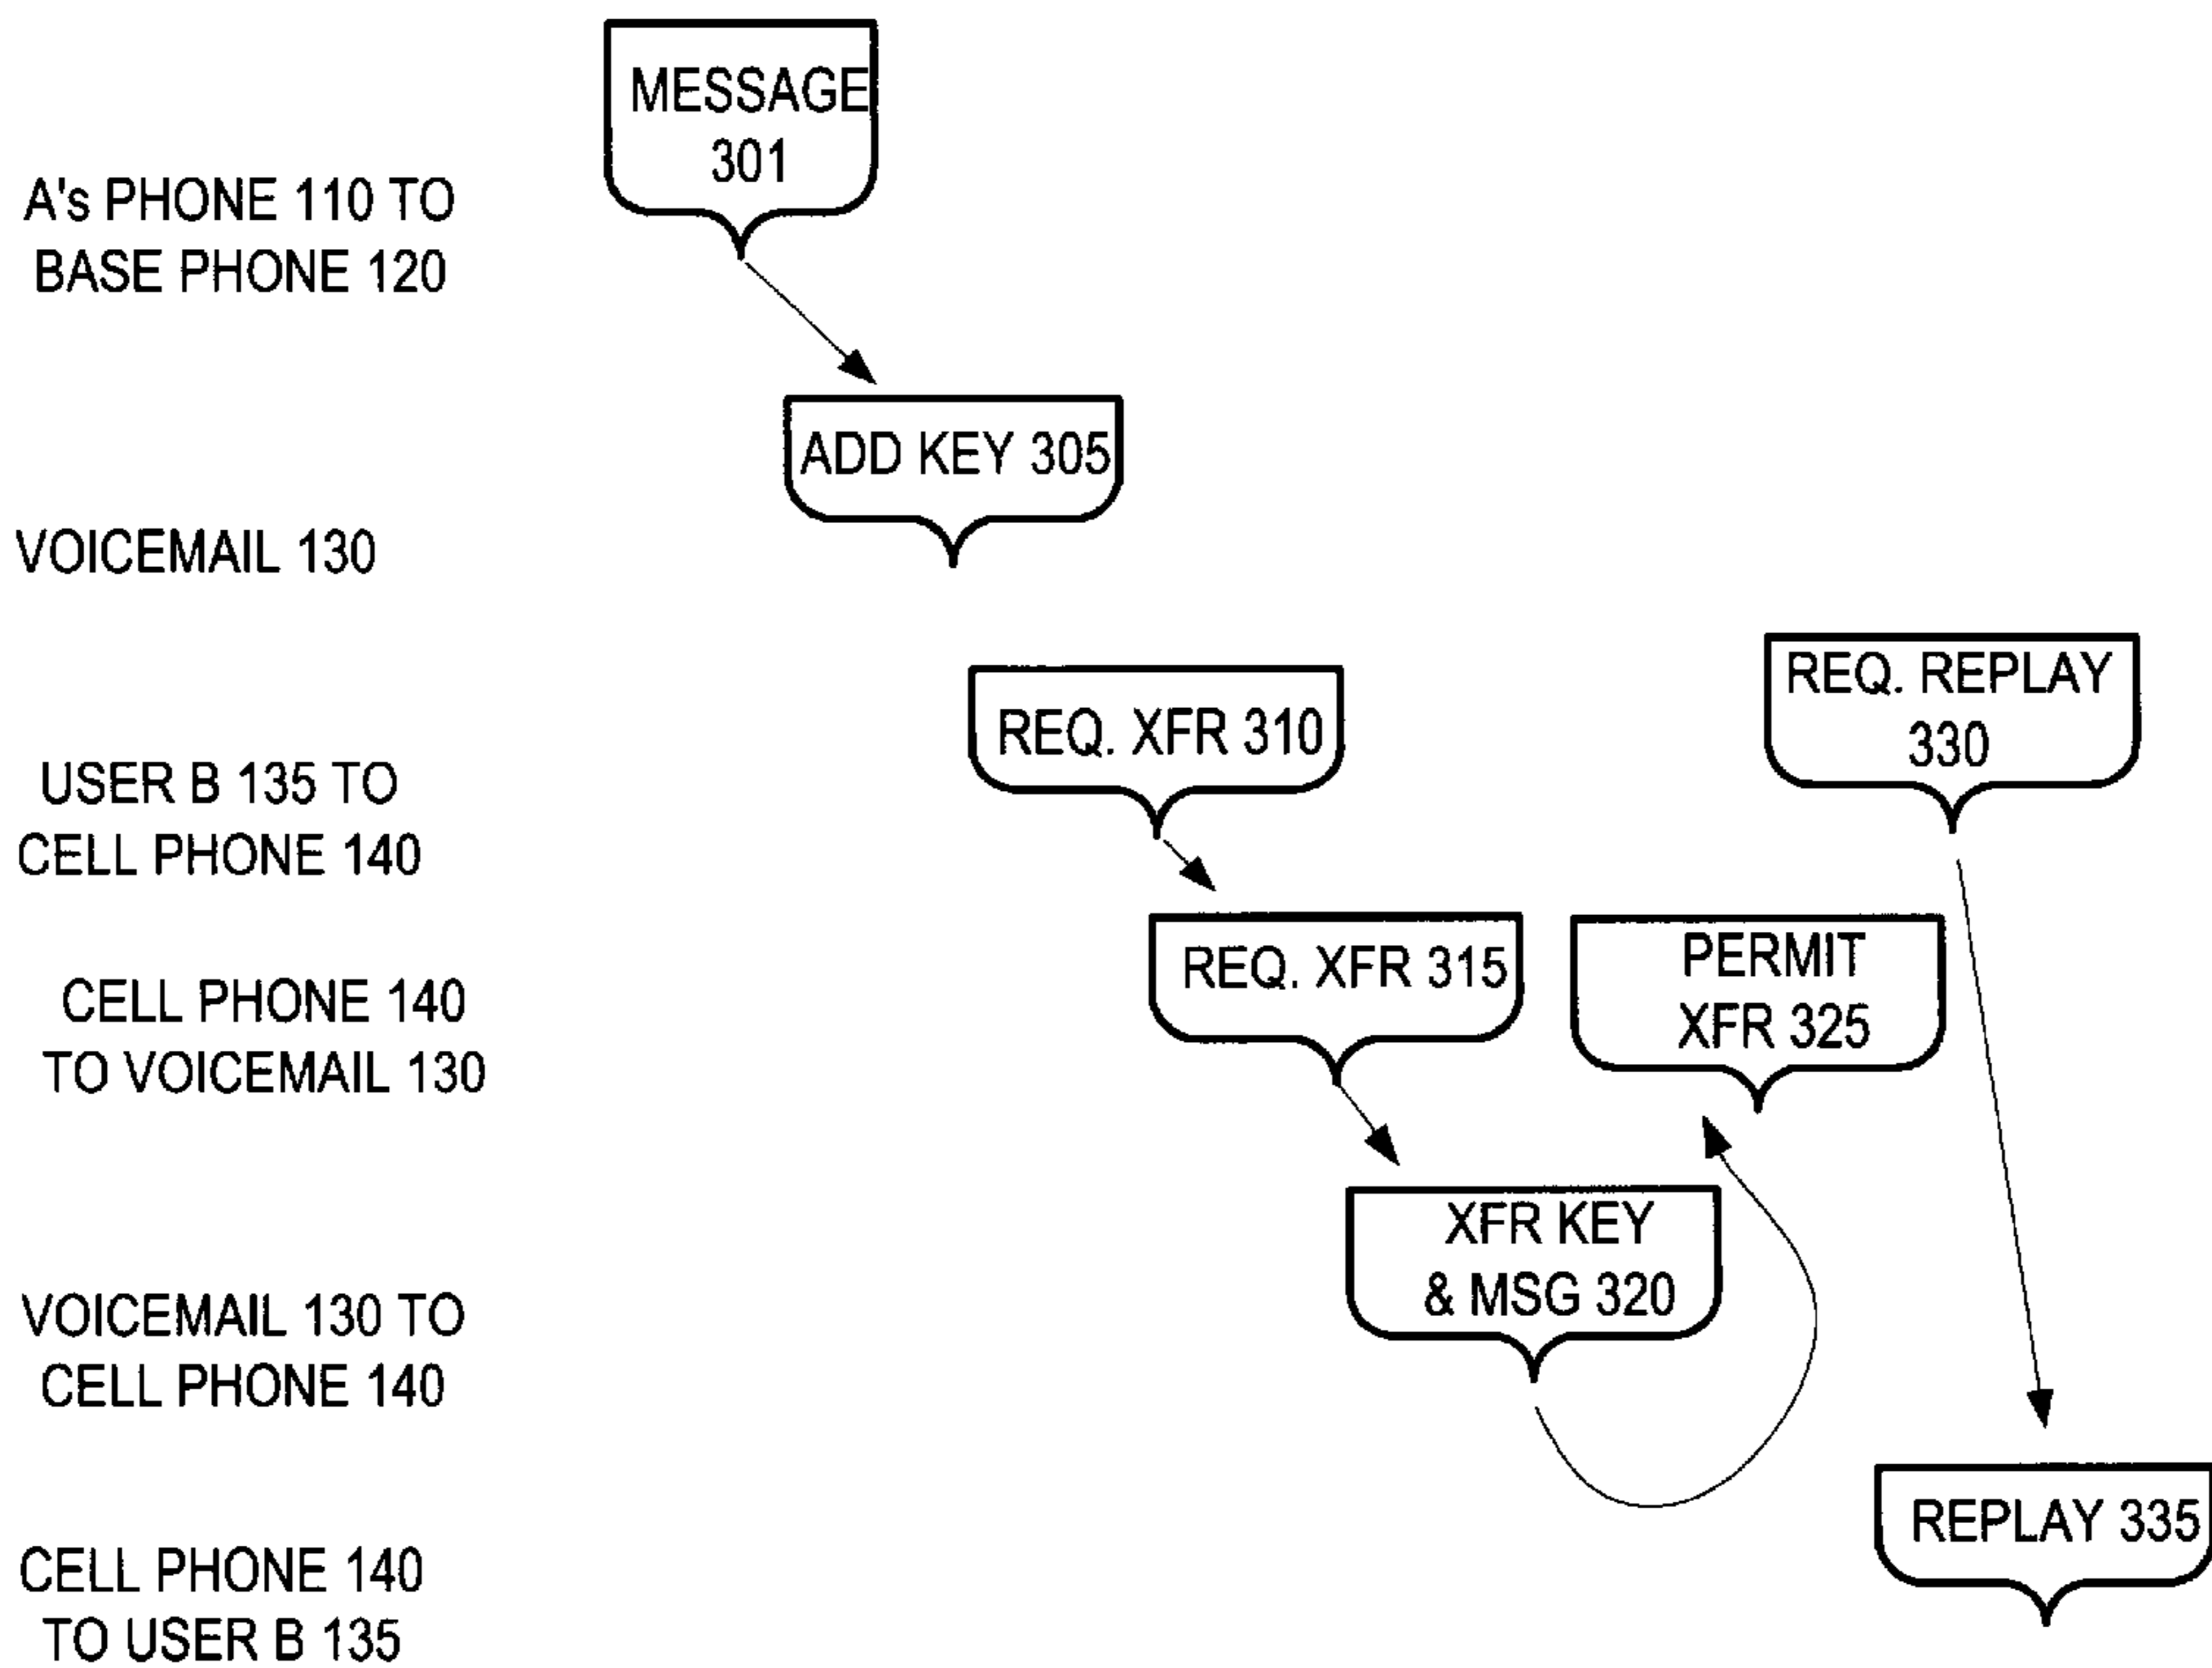 MESSAGE
301
A's PHONE 110 TO
BASE PHONE 120
ADD KEY 305
VOICEMAIL 130
REQ. XFR 310
REQ. REPLAY
330
USER B 135 TO
CELL PHONE 140
REQ. XFR 315
PERMIT
XFR 325
CELL PHONE 140
TO VOICEMAIL 130
XFR KEY
& MSG 320
VOICEMAIL 130 TO
CELL PHONE 140
REPLAY 335
CELL PHONE 140
TO USER B 135